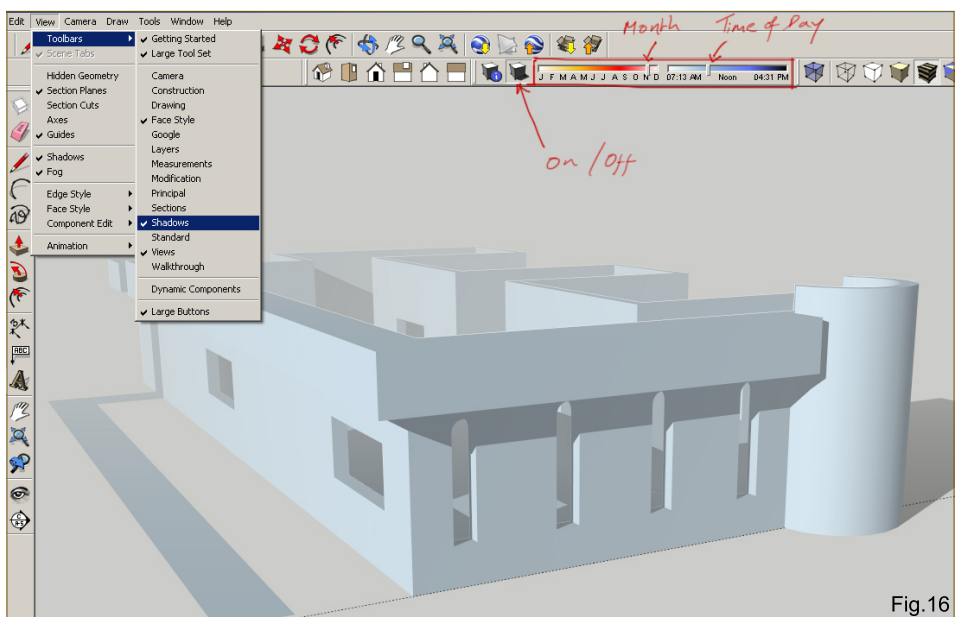 Edit View Camera Draw Tools Window Help
Month Time of Day
Toolbars
Scene Tabs
Hidden Geometry
Section Planes
Section Cuts
Axes
Guides
Shadows
Fog
Edge Style
Face Style
Component Edit
Animation
Getting Started
Large Tool Set
Camera
Construction
Drawing
Face Style
Google
Layers
Measurements
Modification
Principal
Sections
Shadows
Standard
Views
Walkthrough
Dynamic Components
Large Buttons
J F M A M J J A S O N D 07:13 AM Noon 04:31 PM
on / off
ABC
A
Fig.16